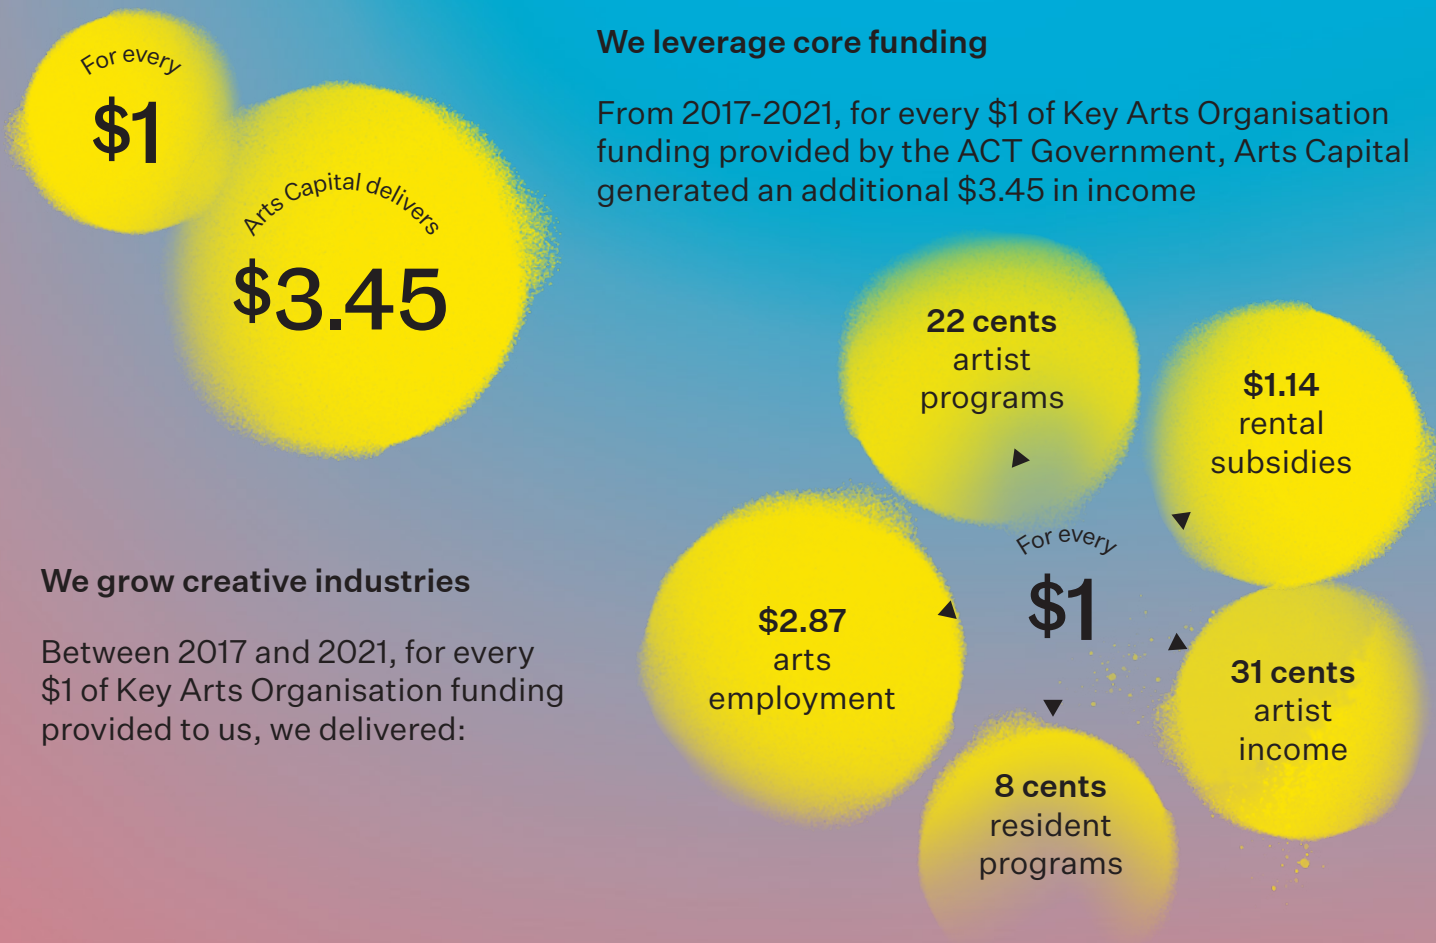 For every
$1
Arts Capital delivers
$3.45
We leverage core funding
From 2017-2021, for every $1 of Key Arts Organisation
funding provided by the ACT Government, Arts Capital
generated an additional $3.45 in income
We grow creative industries
Between 2017 and 2021, for every
$1 of Key Arts Organisation funding
provided to us, we delivered:
For every
$1
22 cents
artist
programs
$1.14
rental
subsidies
31 cents
artist
income
8 cents
resident
programs
$2.87
arts
employment